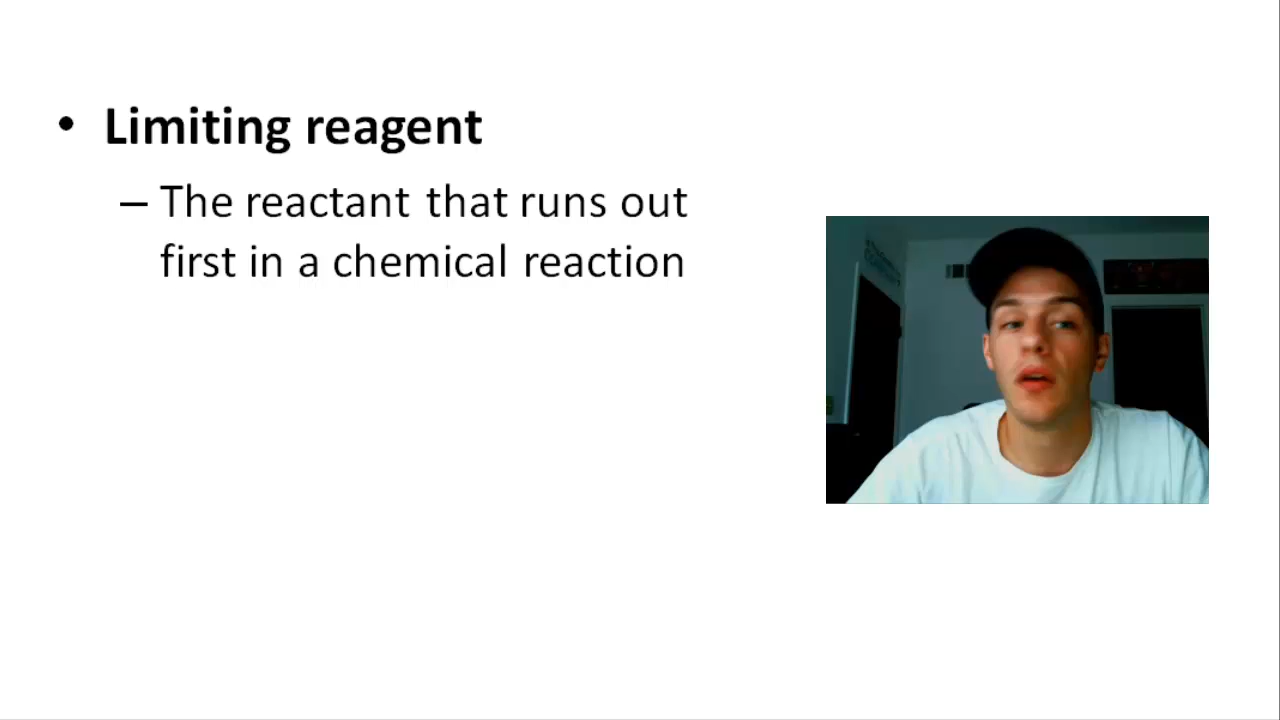 • Limiting reagent
– The reactant that runs out
first in a chemical reaction